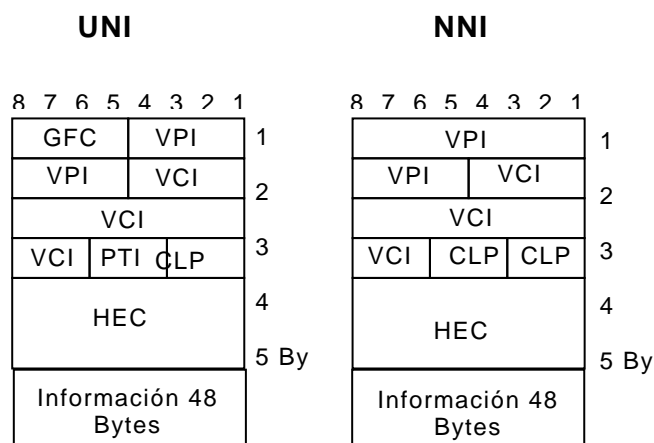 UNI
NNI
8 7 6 5 4 3 2 1
8 7 6 5 4 3 2 1
GFC VPI 1
VPI 1
VPI VCI 2
VPI VCI 2
VCI
VCI
VCI PTI CLP 3
VCI CLP CLP 3
HEC 4
HEC 4
5 By
5 By
Información 48
Bytes
Información 48
Bytes